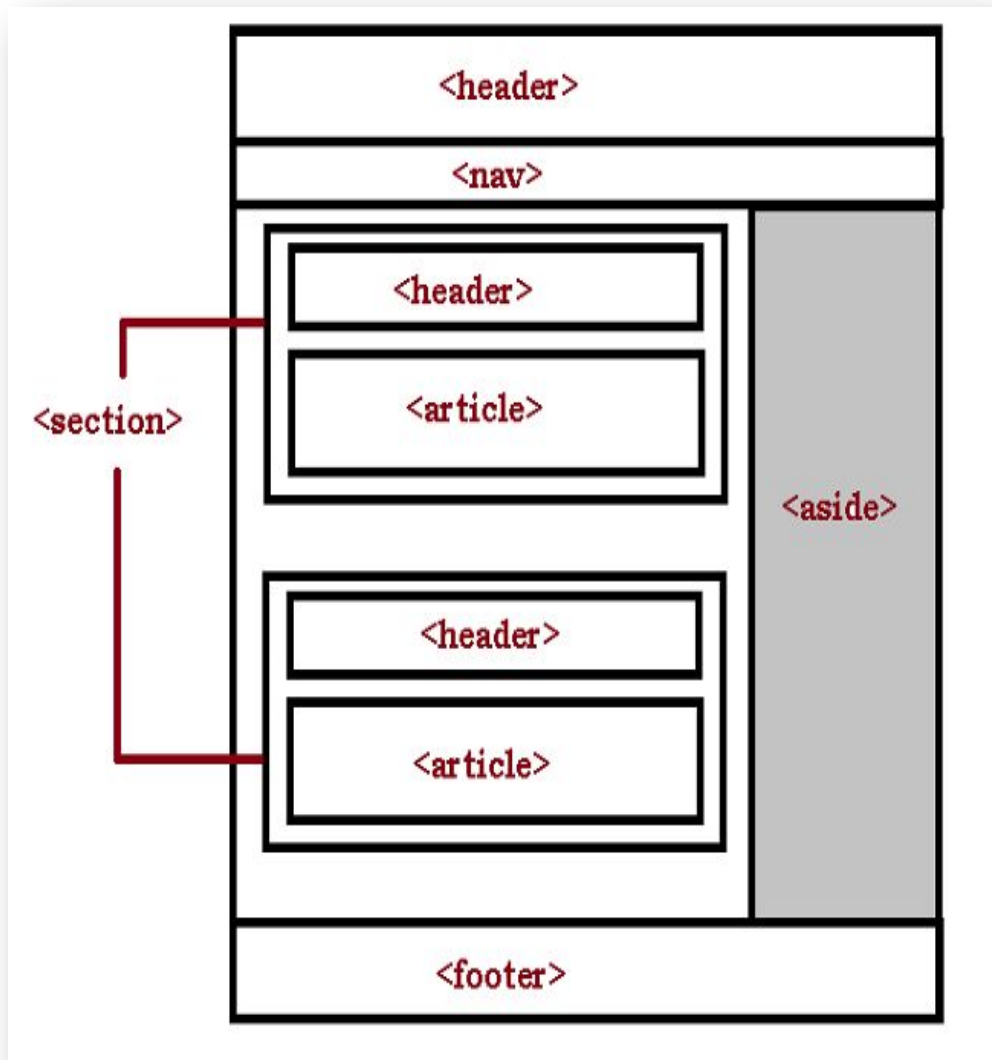 <header>
<nav>
<header>
<article>
<section>
<aside>
<header>
<article>
<footer>